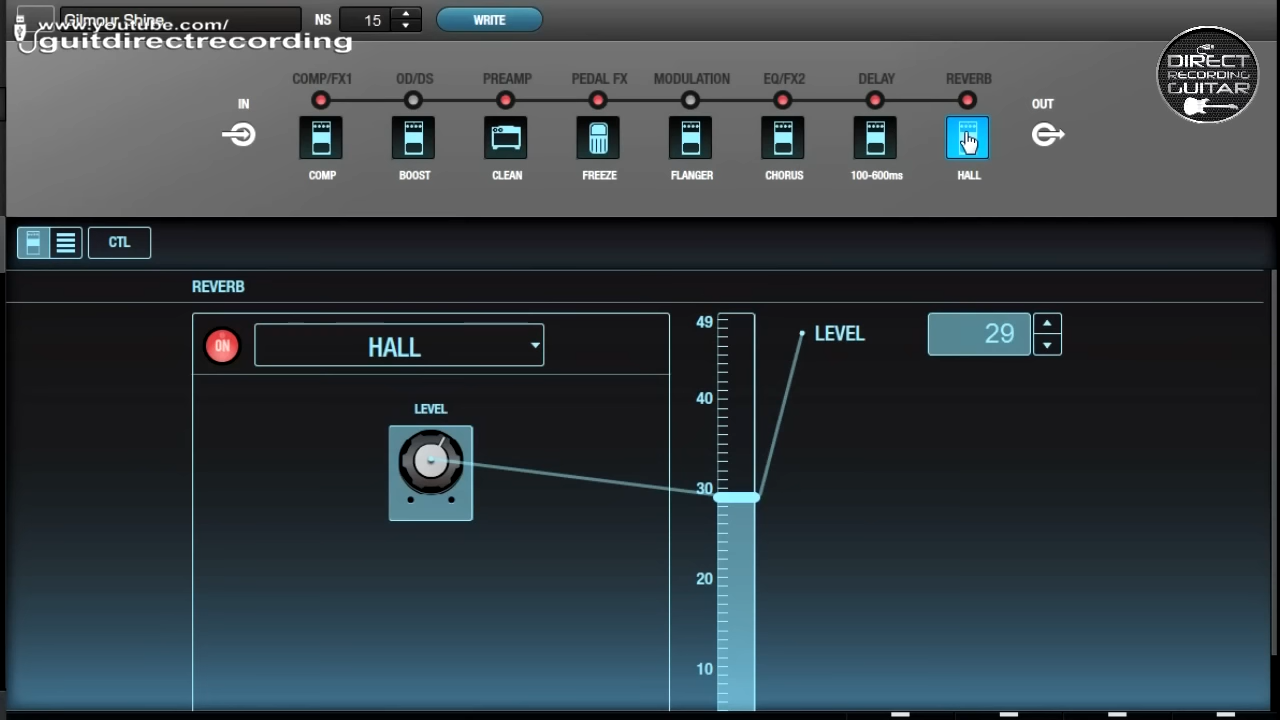 Gilmour Shine
NS 15 WRITE
www.youtube.com/
guitdirectrecording
DIRECT
RECORDING
GUITAR
COMP/FX1 OD/DS PREAMP PEDAL FX MODULATION EQ/FX2 DELAY REVERB
IN OUT
COMP BOOST CLEAN FREEZE FLANGER CHORUS 100-600ms HALL
CTL
REVERB
ON HALL
LEVEL
49
40
30
20
10
LEVEL 29